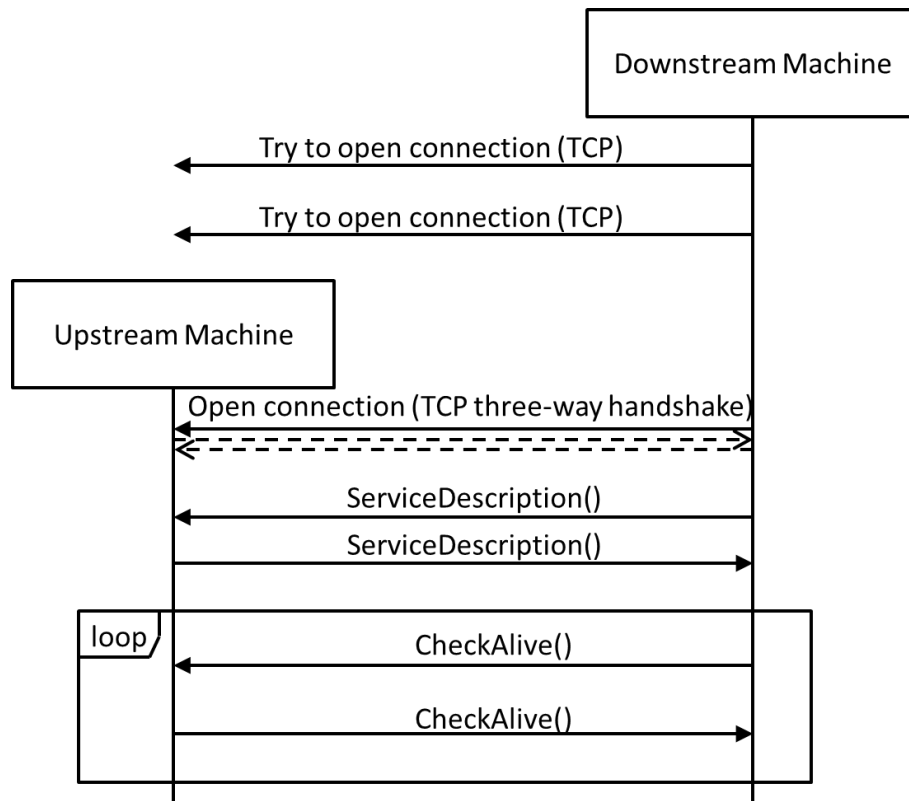 Downstream Machine
Try to open connection (TCP)
Try to open connection (TCP)
Upstream Machine
Open connection (TCP three-way handshake)
ServiceDescription()
ServiceDescription()
loop
CheckAlive()
CheckAlive()